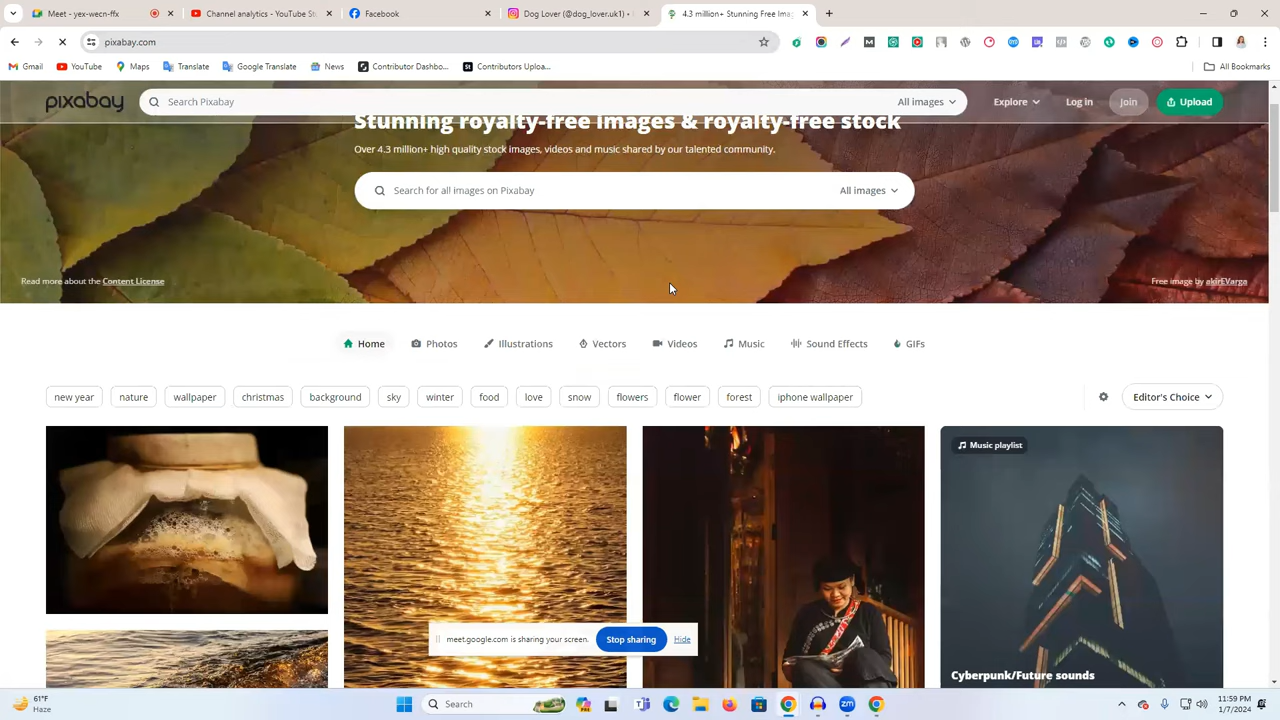 Meet - yex-wecn-ffx
Channel analytics - YouTube St
Facebook
Dog Lover (@dog_lover.uk1) •
4.3 million+ Stunning Free Ima
pixabay.com
Gmail YouTube Maps Translate Google Translate News Contributor Dashbo... Contributors Uploa... All Bookmarks
pixabay Search Pixabay All images Explore Log in Join Upload
Stunning royalty-free images & royalty-free stock
Over 4.3 million+ high quality stock images, videos and music shared by our talented community.
Search for all images on Pixabay All images
Read more about the Content License Free image by akirEVarga
Home Photos Illustrations Vectors Videos Music Sound Effects GIFs
new year nature wallpaper christmas background sky winter food love snow flowers flower forest iphone wallpaper Editor's Choice
Music playlist
meet.google.com is sharing your screen. Stop sharing Hide
Cyberpunk/Future sounds
61°F
Haze
Search
11:59 PM
1/7/2024